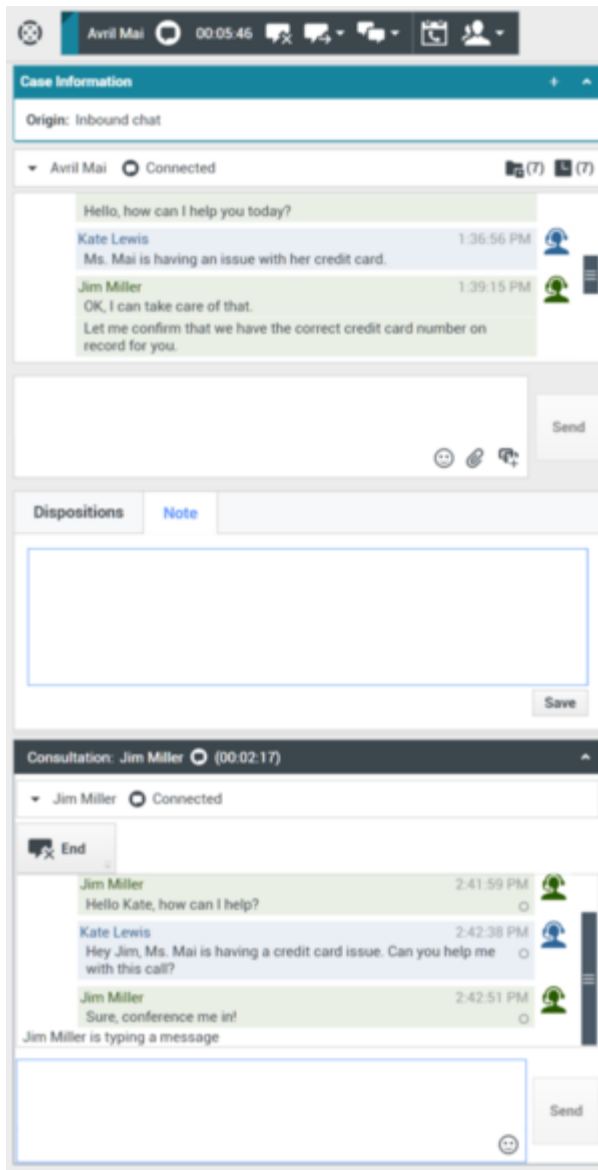 Avril Mai 00:05:46
Case Information
Origin: Inbound chat
Avril Mai Connected (7) (7)
Hello, how can I help you today?
Kate Lewis 1:36:56 PM
Ms. Mai is having an issue with her credit card.
Jim Miller 1:39:15 PM
OK, I can take care of that.
Let me confirm that we have the correct credit card number on
record for you.
Send
Dispositions Note
Save
Consultation: Jim Miller (00:02:17)
Jim Miller Connected
End
Jim Miller 2:41:59 PM
Hello Kate, how can I help?
Kate Lewis 2:42:38 PM
Hey Jim, Ms. Mai is having a credit card issue. Can you help me
with this call?
Jim Miller 2:42:51 PM
Sure, conference me in!
Jim Miller is typing a message
Send